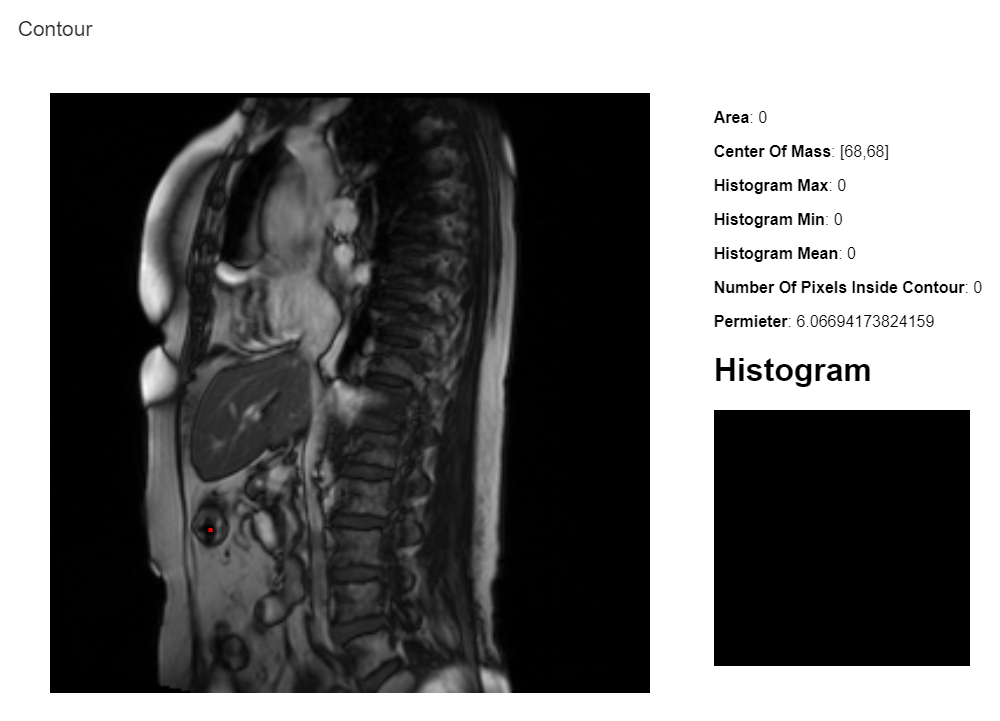 Contour
Area: 0
Center Of Mass: [68,68]
Histogram Max: 0
Histogram Min: 0
Histogram Mean: 0
Number Of Pixels Inside Contour: 0
Permieter: 6.06694173824159
Histogram